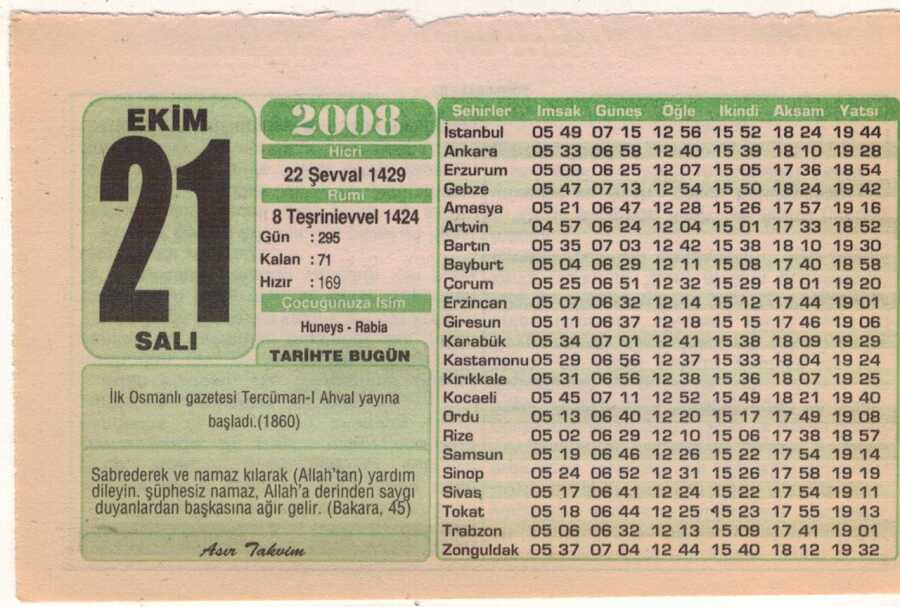 EKİM
21
SALI
2008
Hicri
22 Şevval 1429
Rumi
8 Teşrinievvel 1424
Gün : 295
Kalan : 71
Hızır : 169
Çocuğunuza İsim
Huneys - Rabia
TARİHTE BUGÜN
İlk Osmanlı gazetesi Tercüman-I Ahval yayına
başladı.(1860)
Sabrederek ve namaz kılarak (Allah'tan) yardım
dileyin. şüphesiz namaz, Allah'a derinden saygı
duyanlardan başkasına ağır gelir. (Bakara, 45)
Asır Takvim
Şehirler İmsak Güneş Öğle İkindi Akşam Yatsı
İstanbul 05 49 07 15 12 56 15 52 18 24 19 44
Ankara 05 33 06 58 12 40 15 39 18 10 19 28
Erzurum 05 00 06 25 12 07 15 05 17 36 18 54
Gebze 05 47 07 13 12 54 15 50 18 24 19 42
Amasya 05 21 06 47 12 28 15 26 17 57 19 16
Artvin 04 57 06 24 12 04 15 01 17 33 18 52
Bartın 05 35 07 03 12 42 15 38 18 10 19 30
Bayburt 05 04 06 29 12 11 15 08 17 40 18 58
Çorum 05 25 06 51 12 32 15 29 18 01 19 20
Erzincan 05 07 06 32 12 14 15 12 17 44 19 01
Giresun 05 11 06 37 12 18 15 15 17 46 19 06
Karabük 05 34 07 01 12 41 15 38 18 09 19 29
Kastamonu 05 29 06 56 12 37 15 33 18 04 19 24
Kırıkkale 05 31 06 56 12 38 15 36 18 07 19 25
Kocaeli 05 45 07 11 12 52 15 49 18 21 19 40
Ordu 05 13 06 40 12 20 15 17 17 49 19 08
Rize 05 02 06 29 12 10 15 06 17 38 18 57
Samsun 05 19 06 46 12 26 15 22 17 54 19 14
Sinop 05 24 06 52 12 31 15 26 17 58 19 19
Sivas 05 17 06 41 12 24 15 22 17 54 19 11
Tokat 05 18 06 44 12 25 15 23 17 55 19 13
Trabzon 05 06 06 32 12 13 15 09 17 41 19 01
Zonguldak 05 37 07 04 12 44 15 40 18 12 19 32